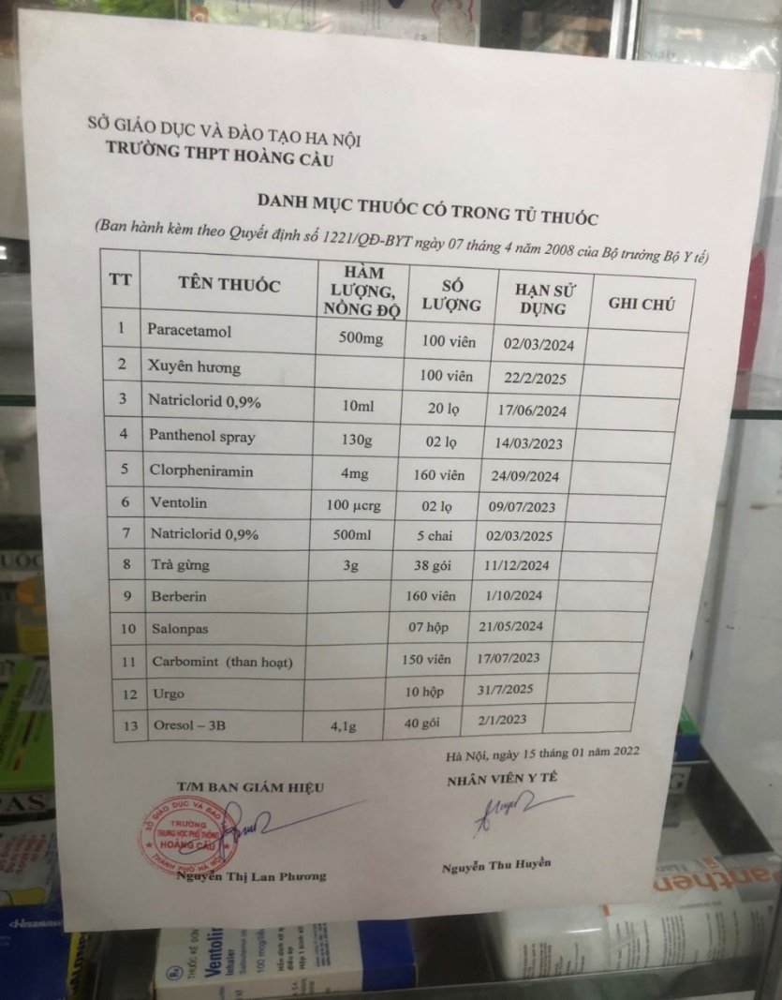 SỞ GIÁO DỤC VÀ ĐÀO TẠO HA NỘI
TRƯỜNG THPT HOÀNG CẦU
DANH MỤC THUỐC CÓ TRONG TỦ THUỐC
(Ban hành kèm theo Quyết định số 1221/QĐ-BYT ngày 07 tháng 4 năm 2008 của Bộ trưởng Bộ Y tế)
TT TÊN THUỐC HÀM LƯỢNG, NỒNG ĐỘ SỐ LƯỢNG HẠN SỬ DỤNG GHI CHÚ
1 Paracetamol 500mg 100 viên 02/03/2024
2 Xuyên hương 100 viên 22/2/2025
3 Natriclorid 0,9% 10ml 20 lọ 17/06/2024
4 Panthenol spray 130g 02 lọ 14/03/2023
5 Clorpheniramin 4mg 160 viên 24/09/2024
6 Ventolin 100 µcrg 02 lọ 09/07/2023
7 Natriclorid 0,9% 500ml 5 chai 02/03/2025
8 Trà gừng 3g 38 gói 11/12/2024
9 Berberin 160 viên 1/10/2024
10 Salonpas 07 hộp 21/05/2024
11 Carbomint (than hoạt) 150 viên 17/07/2023
12 Urgo 10 hộp 31/7/2025
13 Oresol – 3B 4,1g 40 gói 2/1/2023
Hà Nội, ngày 15 tháng 01 năm 2022
T/M BAN GIÁM HIỆU
NHÂN VIÊN Y TẾ
SỞ GIÁO DỤC VÀ ĐÀO
TRƯỜNG
TRUNG HỌC PHỔ THÔNG
HOÀNG CẦU
THÀNH PHỐ HÀ NỘI
Nguyễn Thị Lan Phương
Nguyễn Thu Huyền
Hisamitsu
THUỐC KÊ ĐƠN
Ventolin
Inhaler
100 mcg/liều
Panthen